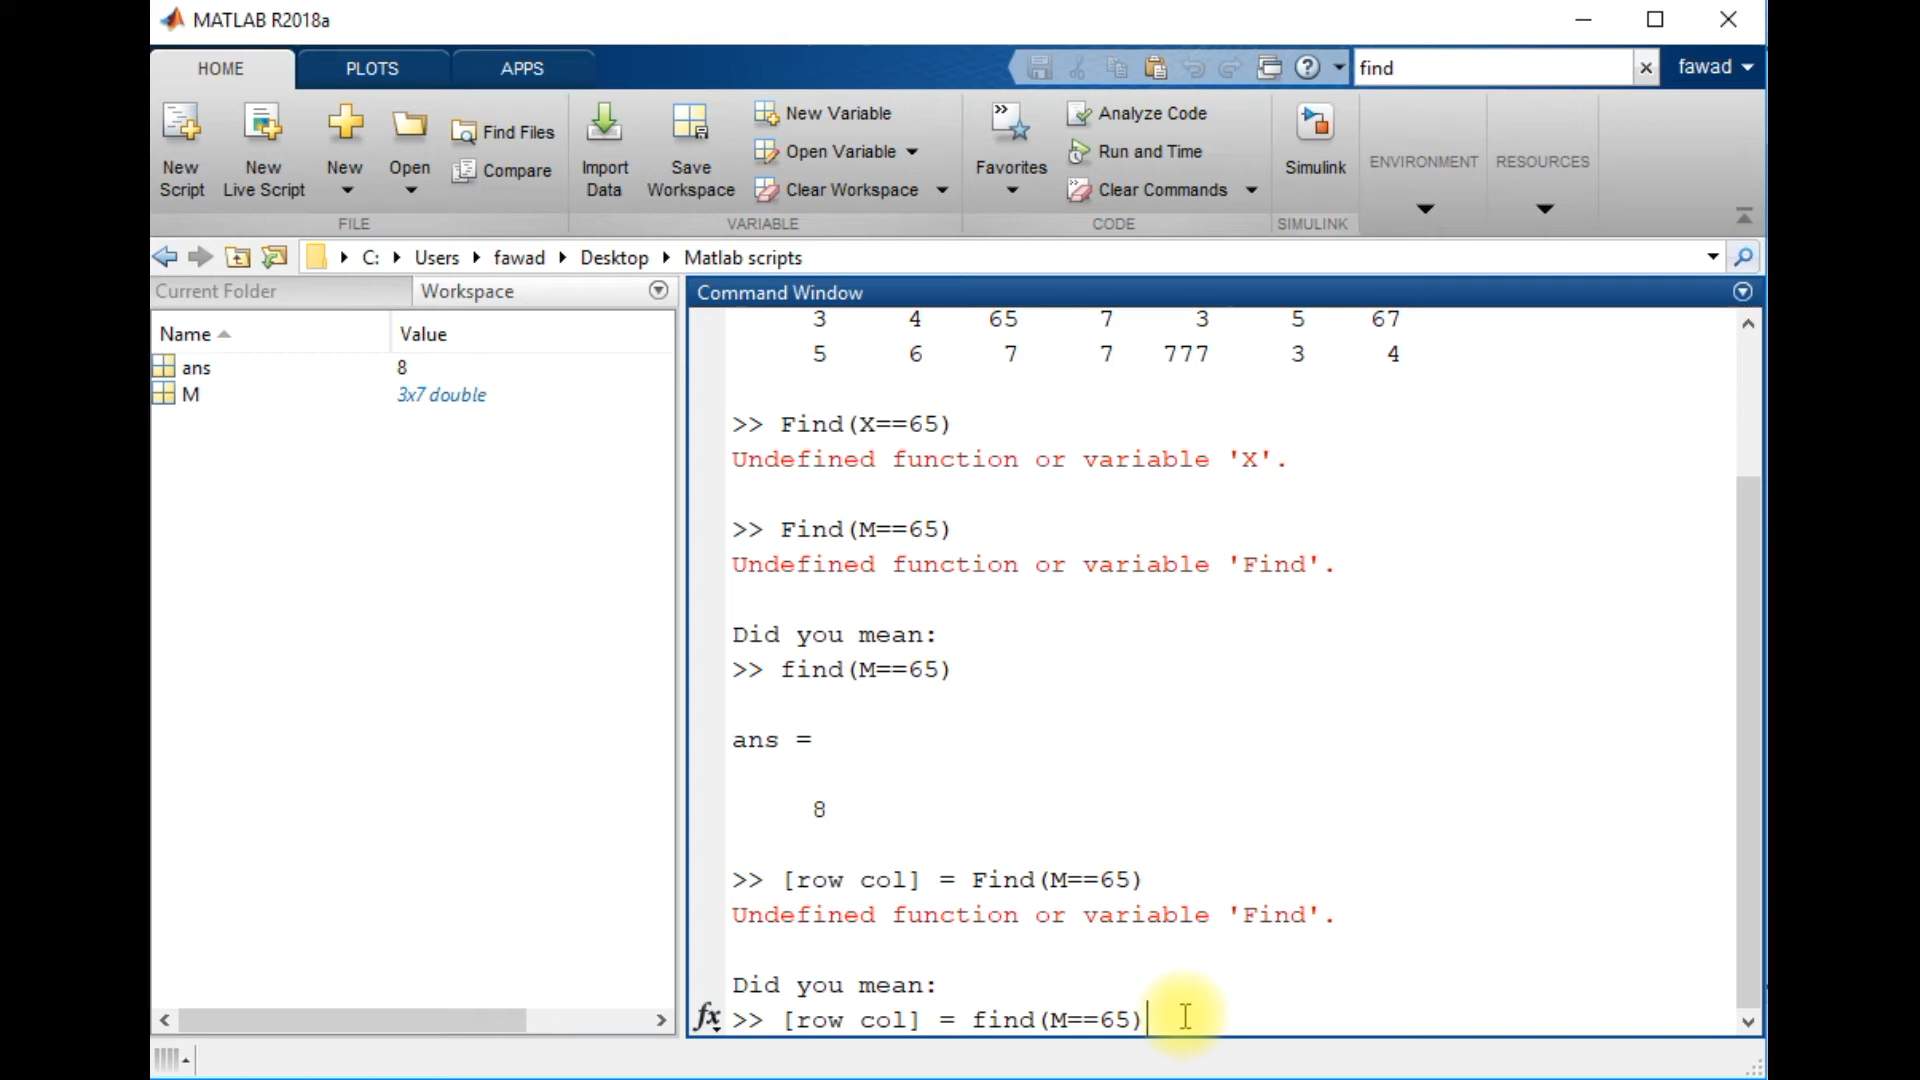 MATLAB R2018a
HOME PLOTS APPS find fawad
New Script
New Live Script
New
Open
Find Files
Compare
Import Data
Save Workspace
New Variable
Open Variable
Clear Workspace
Favorites
Analyze Code
Run and Time
Clear Commands
Simulink
ENVIRONMENT
RESOURCES
FILE VARIABLE CODE SIMULINK
C: Users fawad Desktop Matlab scripts
Current Folder Workspace
Name Value
ans 8
M 3x7 double
Command Window
3 4 65 7 3 5 67
5 6 7 7 777 3 4
>> Find(X==65)
Undefined function or variable 'X'.
>> Find(M==65)
Undefined function or variable 'Find'.
Did you mean:
>> find(M==65)
ans =
8
>> [row col] = Find(M==65)
Undefined function or variable 'Find'.
Did you mean:
fx >> [row col] = find(M==65)